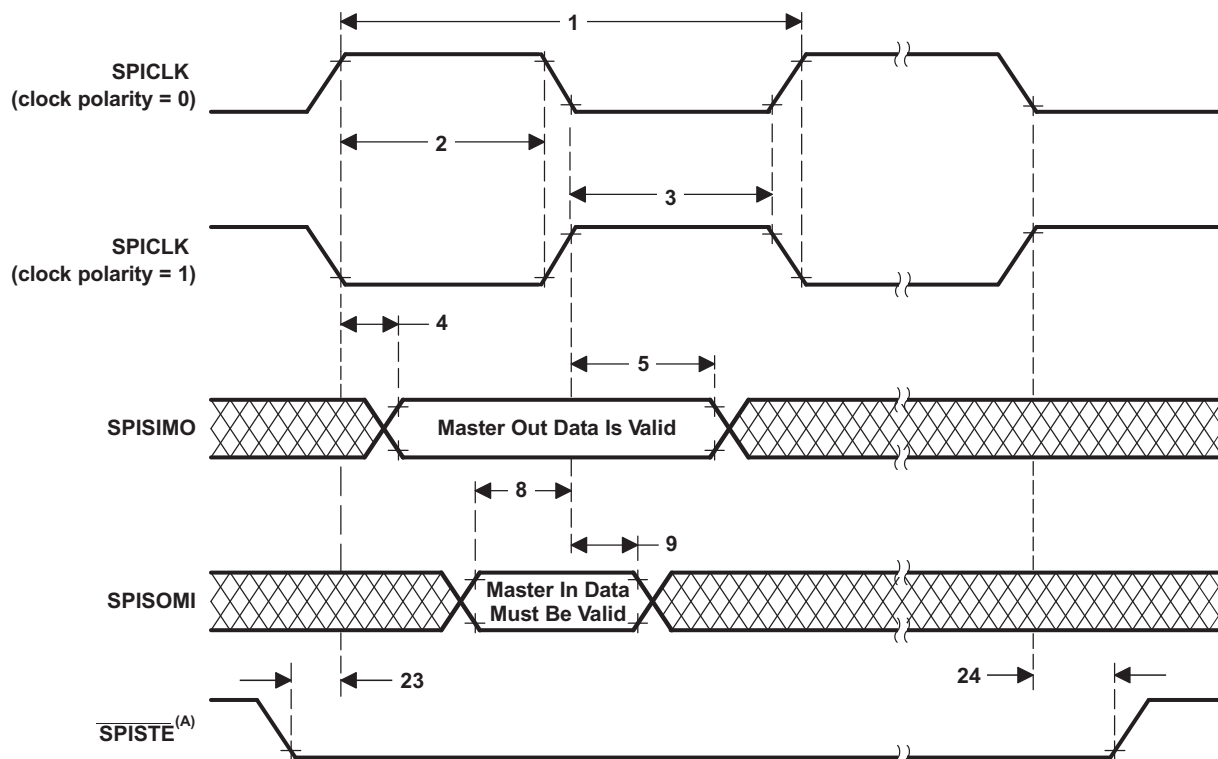 1
SPICLK
(clock polarity = 0)
2
3
SPICLK
(clock polarity = 1)
4
5
SPISIMO
Master Out Data Is Valid
8
9
SPISOMI
Master In Data
Must Be Valid
23
24
SPISTE(A)